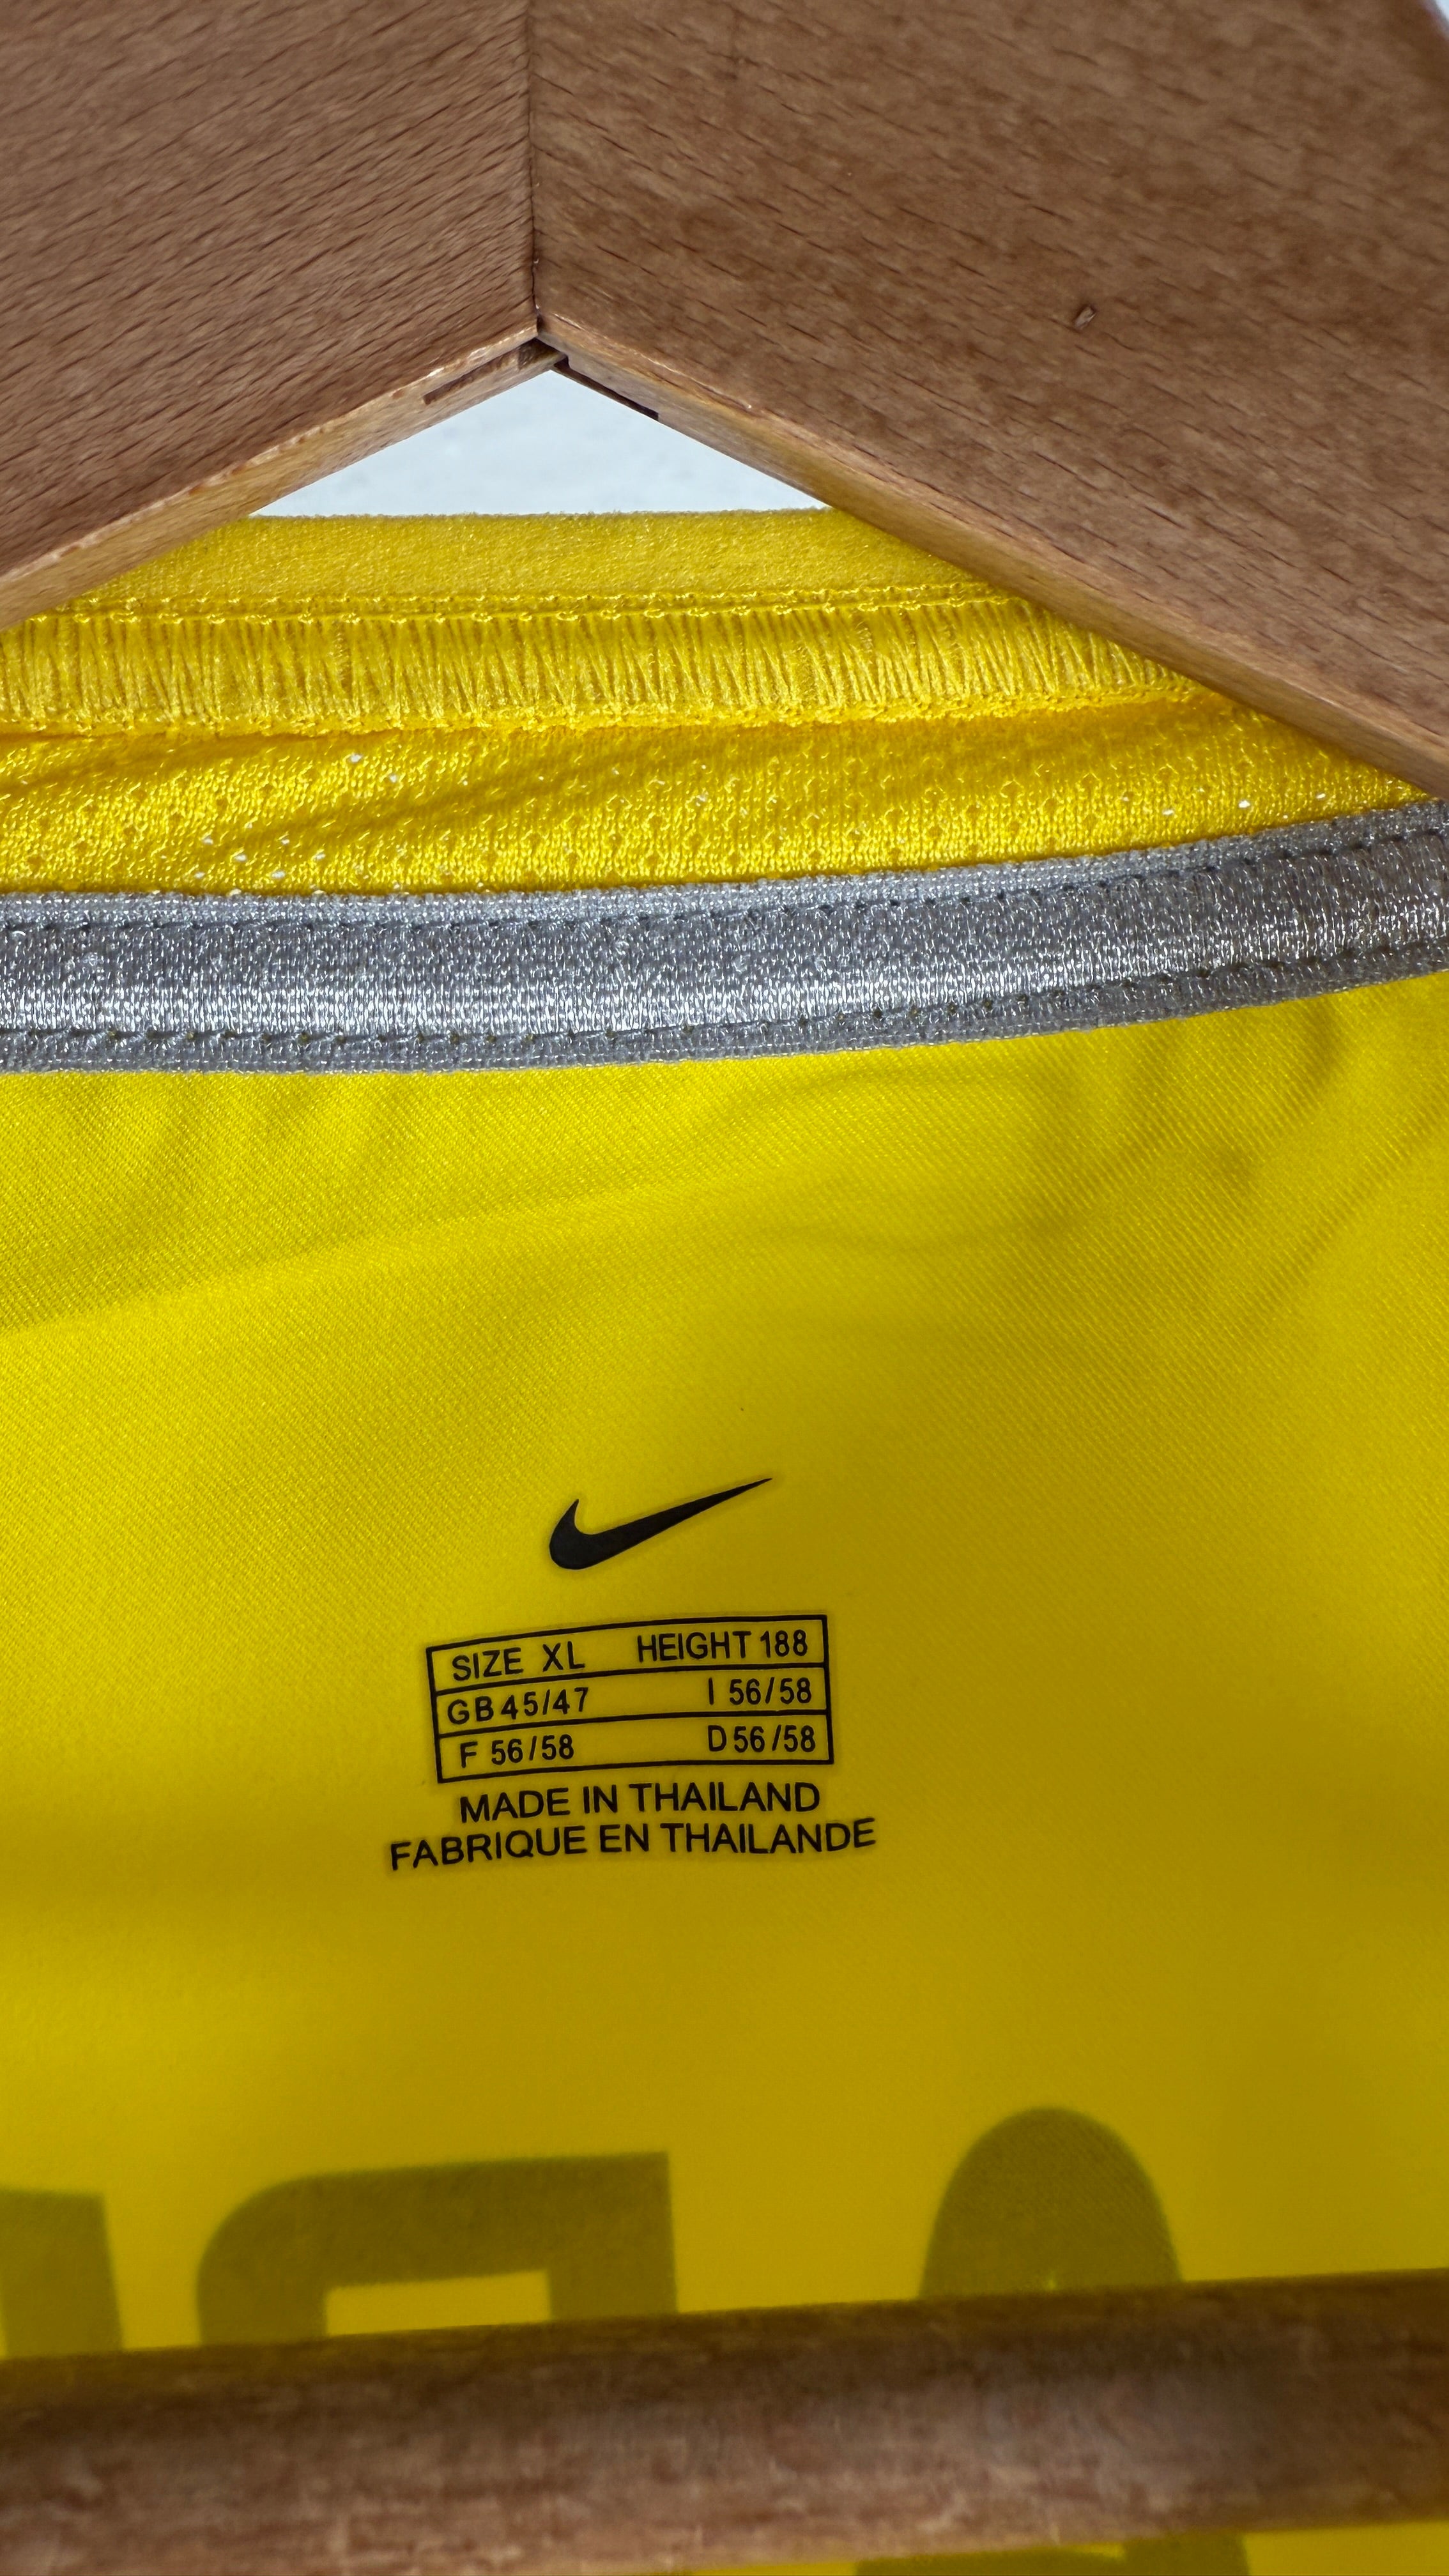 SIZE XL HEIGHT 188
GB 45/47 I 56/58
F 56/58 D 56/58
MADE IN THAILAND
FABRIQUE EN THAILANDE